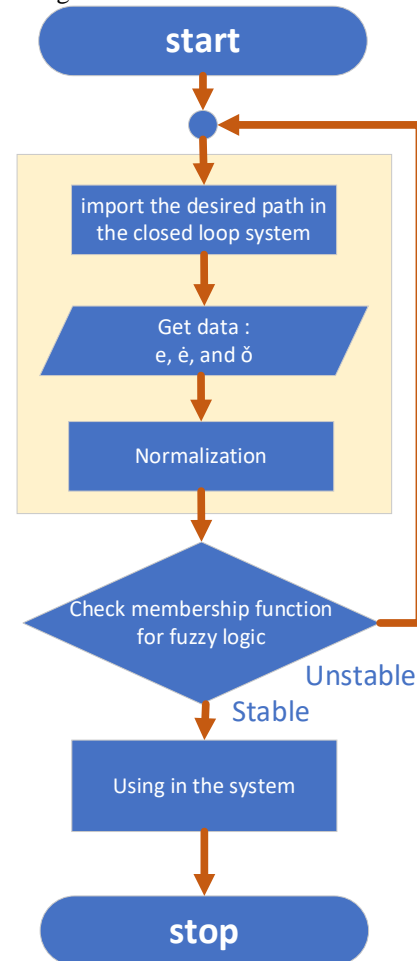 start
import the desired path in
the closed loop system
Get data :
e, ė, and ǒ
Normalization
Check membership function
for fuzzy logic
Unstable
Stable
Using in the system
stop